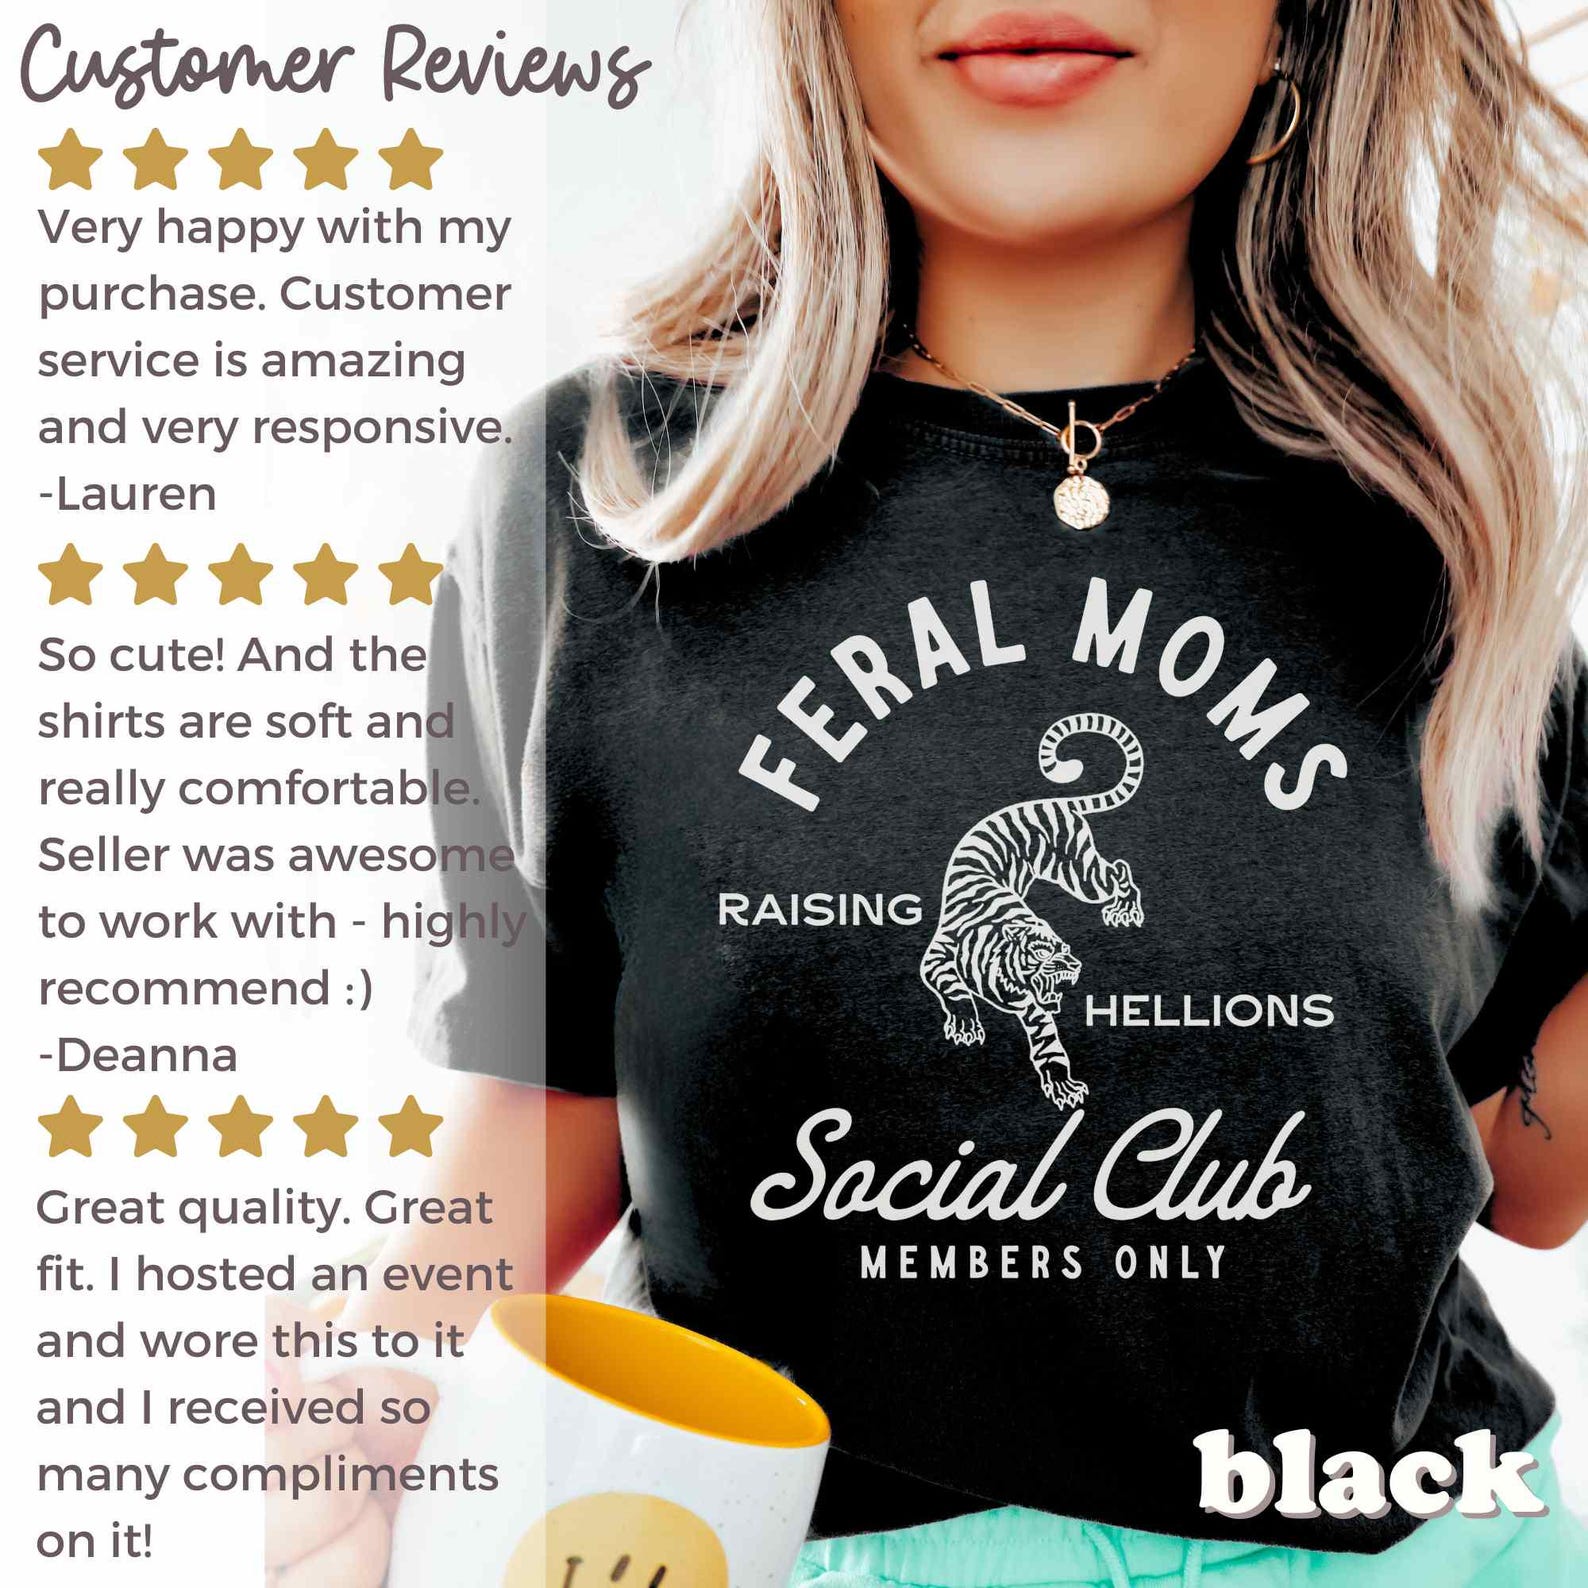 Customer Reviews
Very happy with my
purchase. Customer
service is amazing
and very responsive.
-Lauren
So cute! And the
shirts are soft and
really comfortable.
Seller was awesome
to work with - highly
recommend :)
-Deanna
Great quality. Great
fit. I hosted an event
and wore this to it
and I received so
many compliments
on it!
FERAL MOMS
RAISING
HELLIONS
Social Club
MEMBERS ONLY
black